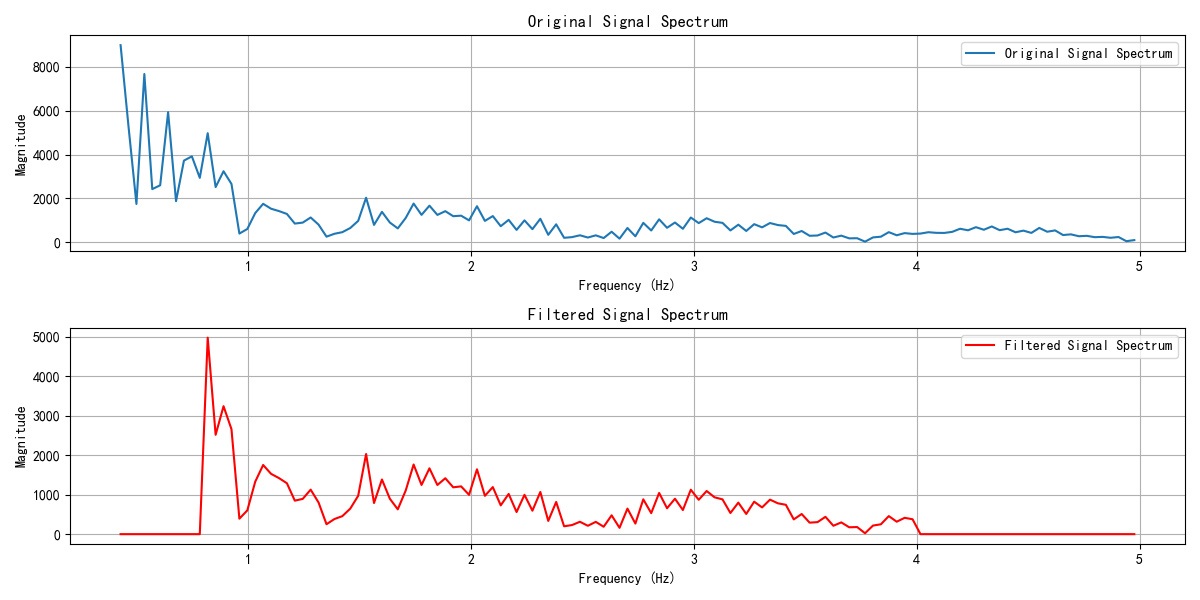 Original Signal Spectrum
Original Signal Spectrum
8000
6000
4000
2000
0
Magnitude
1 2 3 4 5
Frequency (Hz)
Filtered Signal Spectrum
Filtered Signal Spectrum
5000
4000
3000
2000
1000
0
Magnitude
1 2 3 4 5
Frequency (Hz)